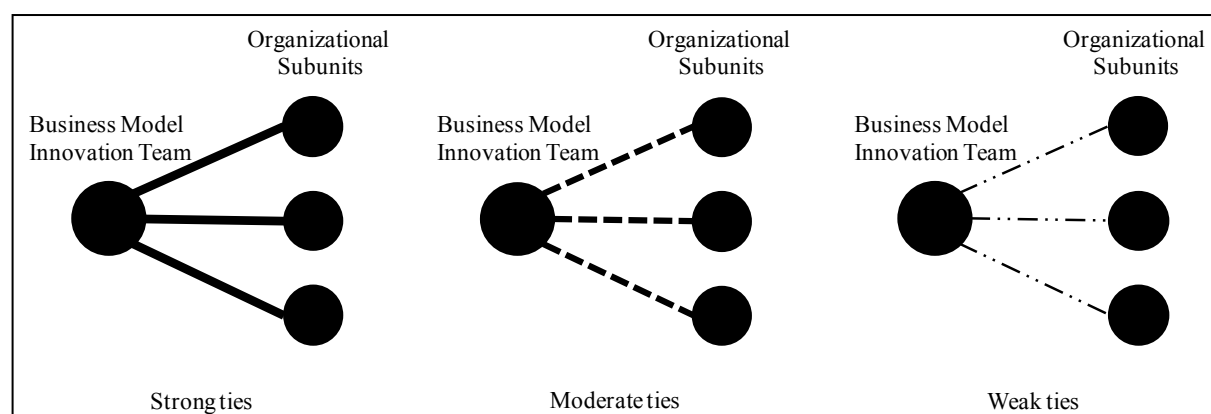 Organizational
Subunits
Business Model
Innovation Team
Strong ties
Organizational
Subunits
Business Model
Innovation Team
Moderate ties
Organizational
Subunits
Business Model
Innovation Team
Weak ties